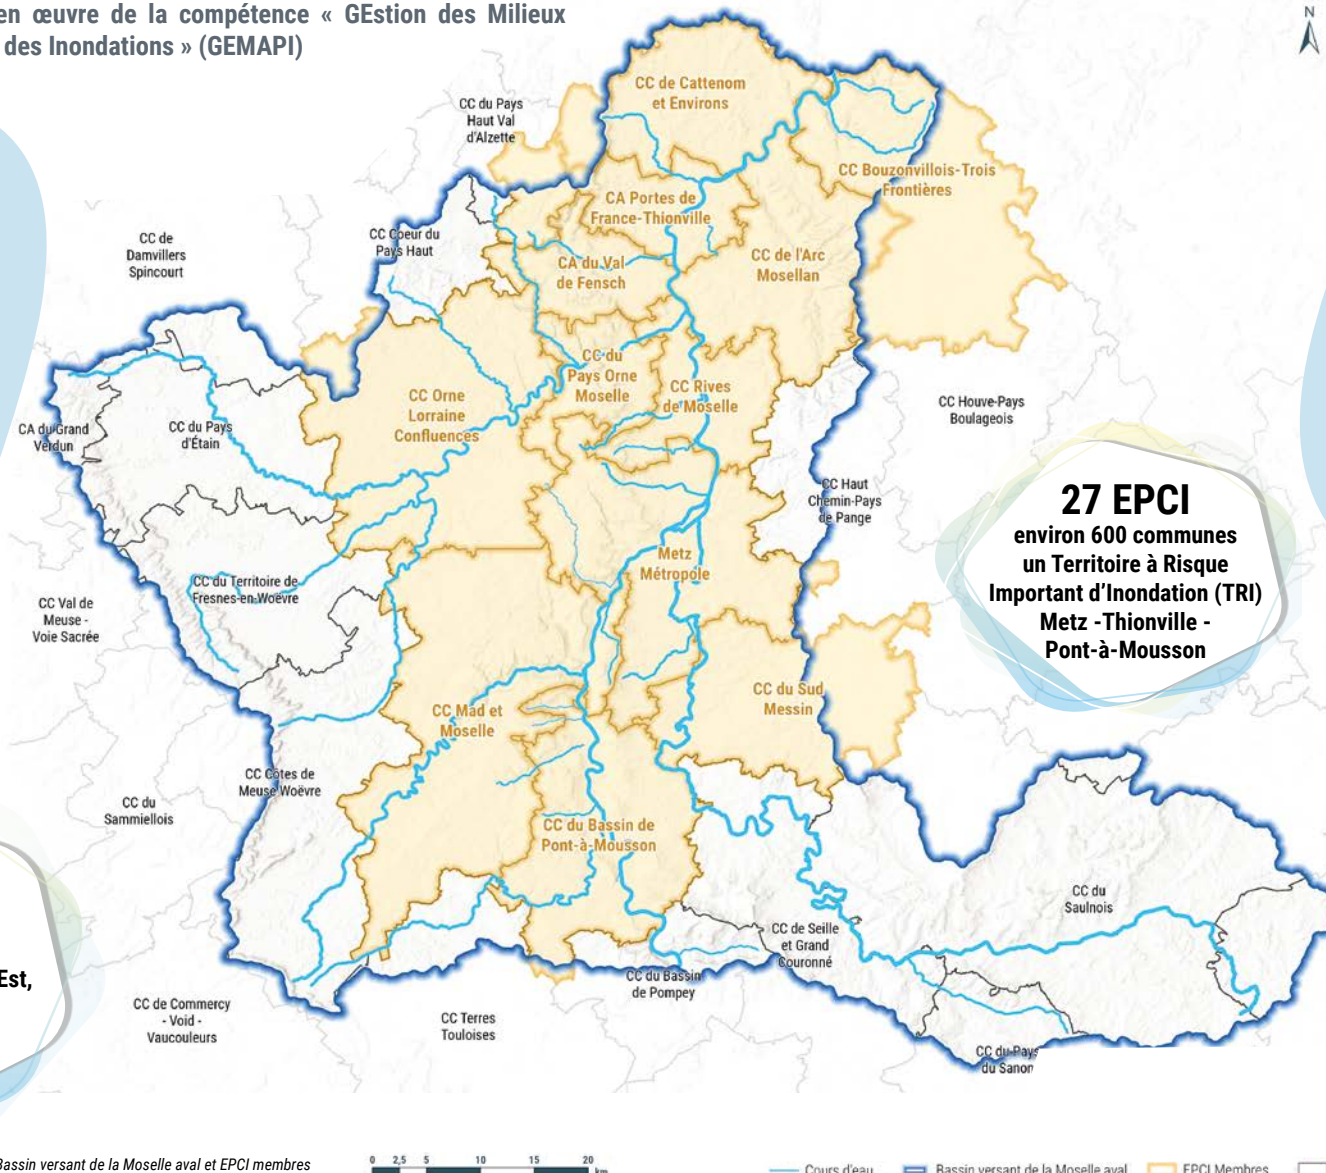 en œuvre de la compétence « GEstion des Milieux
des Inondations » (GEMAPI)
N
CC de Cattenom
et Environs
CC du Pays
Haut Val
d'Alzette
CC Bouzonvillois-Trois
Frontières
CA Portes de
France-Thionville
CC Coeur du
Pays Haut
CC de
Damvillers
Spincourt
CA du Val
de Fensch
CC de l'Arc
Mosellan
CC du
Pays Orne
Moselle
CC Rives
de Moselle
CC Orne
Lorraine
Confluences
CC Houve-Pays
Boulageois
CA du Grand
Verdun
CC du Pays
d'Étain
CC Haut
Chemin-Pays
de Pange
27 EPCI
environ 600 communes
un Territoire à Risque
Important d'Inondation (TRI)
Metz -Thionville -
Pont-à-Mousson
Metz
Métropole
CC du Territoire de
Fresnes-en-Woëvre
CC Val de
Meuse -
Voie Sacrée
CC du Sud
Messin
CC Mad et
Moselle
CC Côtes de
Meuse Woëvre
CC du
Sammiellois
CC du Bassin de
Pont-à-Mousson
CC du
Saulnois
CC de Seille
et Grand
Couronné
Est,
CC du Bassin
de Pompey
CC de Commercy
- Void -
Vaucouleurs
CC Terres
Touloises
CC du Pays
du Sanon
Bassin versant de la Moselle aval et EPCI membres
0 2,5 5 10 15 20
km
Cours d'eau
Bassin versant de la Moselle aval
EPCI Membres